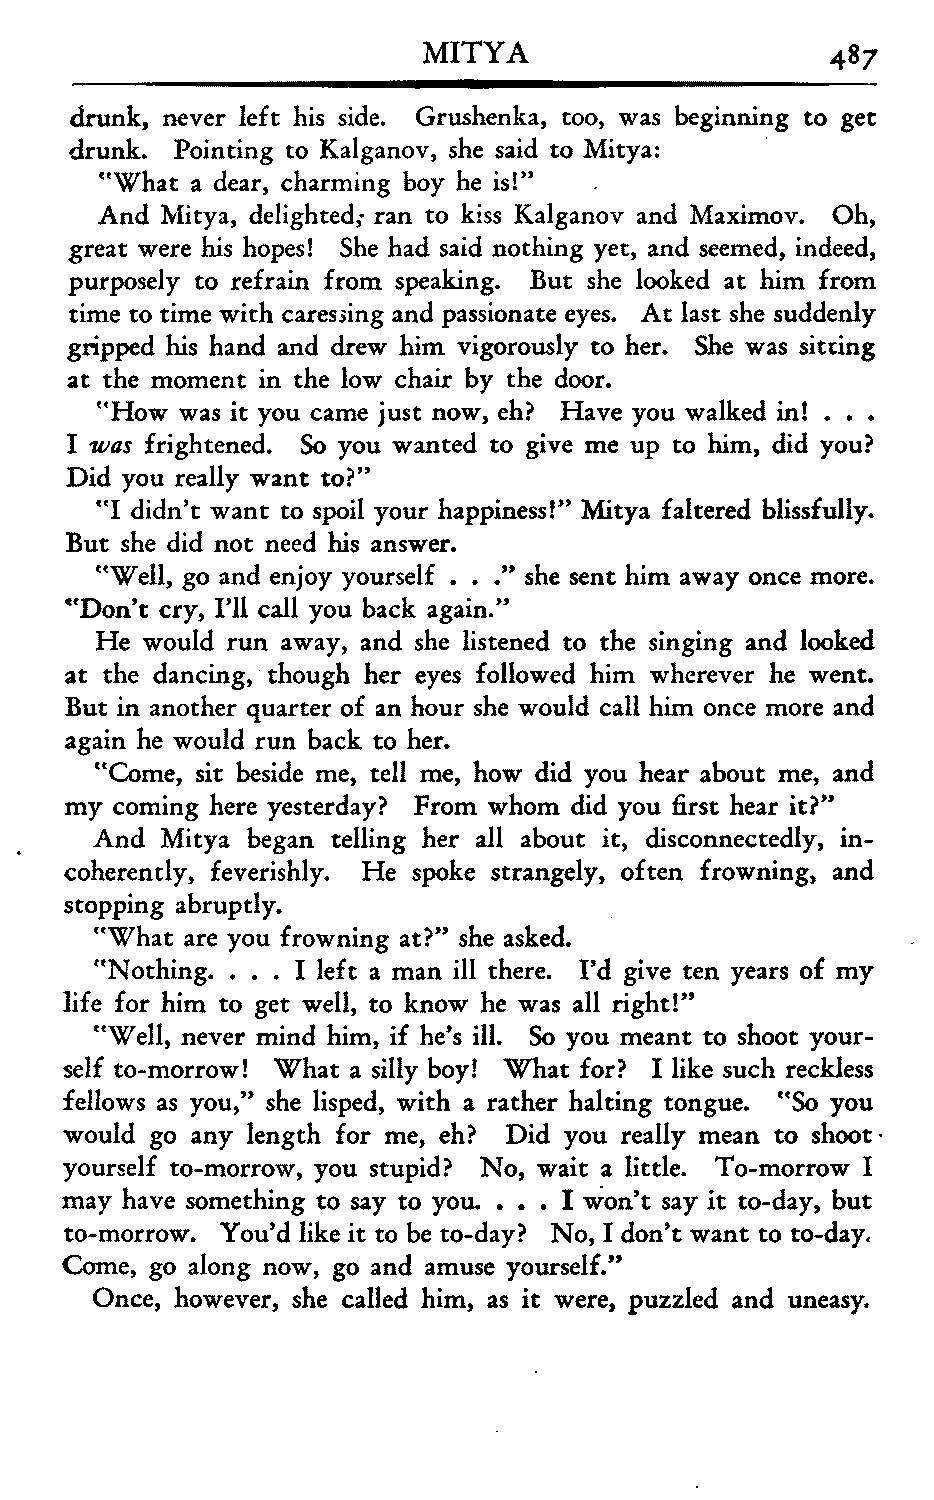 MITYA 487
drunk, never left his side. Grushenka, too, was beginning to get
drunk. Pointing to Kalganov, she said to Mitya:
"What a dear, charming boy he is!"
And Mitya, delighted, ran to kiss Kalganov and Maximov. Oh,
great were his hopes! She had said nothing yet, and seemed, indeed,
purposely to refrain from speaking. But she looked at him from
time to time with caressing and passionate eyes. At last she suddenly
gripped his hand and drew him vigorously to her. She was sitting
at the moment in the low chair by the door.
"How was it you came just now, eh? Have you walked in! . . .
I was frightened. So you wanted to give me up to him, did you?
Did you really want to?"
"I didn't want to spoil your happiness!" Mitya faltered blissfully.
But she did not need his answer.
"Well, go and enjoy yourself . . ." she sent him away once more.
"Don't cry, I'll call you back again."
He would run away, and she listened to the singing and looked
at the dancing, though her eyes followed him wherever he went.
But in another quarter of an hour she would call him once more and
again he would run back to her.
"Come, sit beside me, tell me, how did you hear about me, and
my coming here yesterday? From whom did you first hear it?"
And Mitya began telling her all about it, disconnectedly, in-
coherently, feverishly. He spoke strangely, often frowning, and
stopping abruptly.
"What are you frowning at?" she asked.
"Nothing. . . . I left a man ill there. I'd give ten years of my
life for him to get well, to know he was all right!"
"Well, never mind him, if he's ill. So you meant to shoot your-
self to-morrow! What a silly boy! What for? I like such reckless
fellows as you," she lisped, with a rather halting tongue. "So you
would go any length for me, eh? Did you really mean to shoot
yourself to-morrow, you stupid? No, wait a little. To-morrow I
may have something to say to you. . . . I won't say it to-day, but
to-morrow. You'd like it to be to-day? No, I don't want to to-day.
Come, go along now, go and amuse yourself."
Once, however, she called him, as it were, puzzled and uneasy.